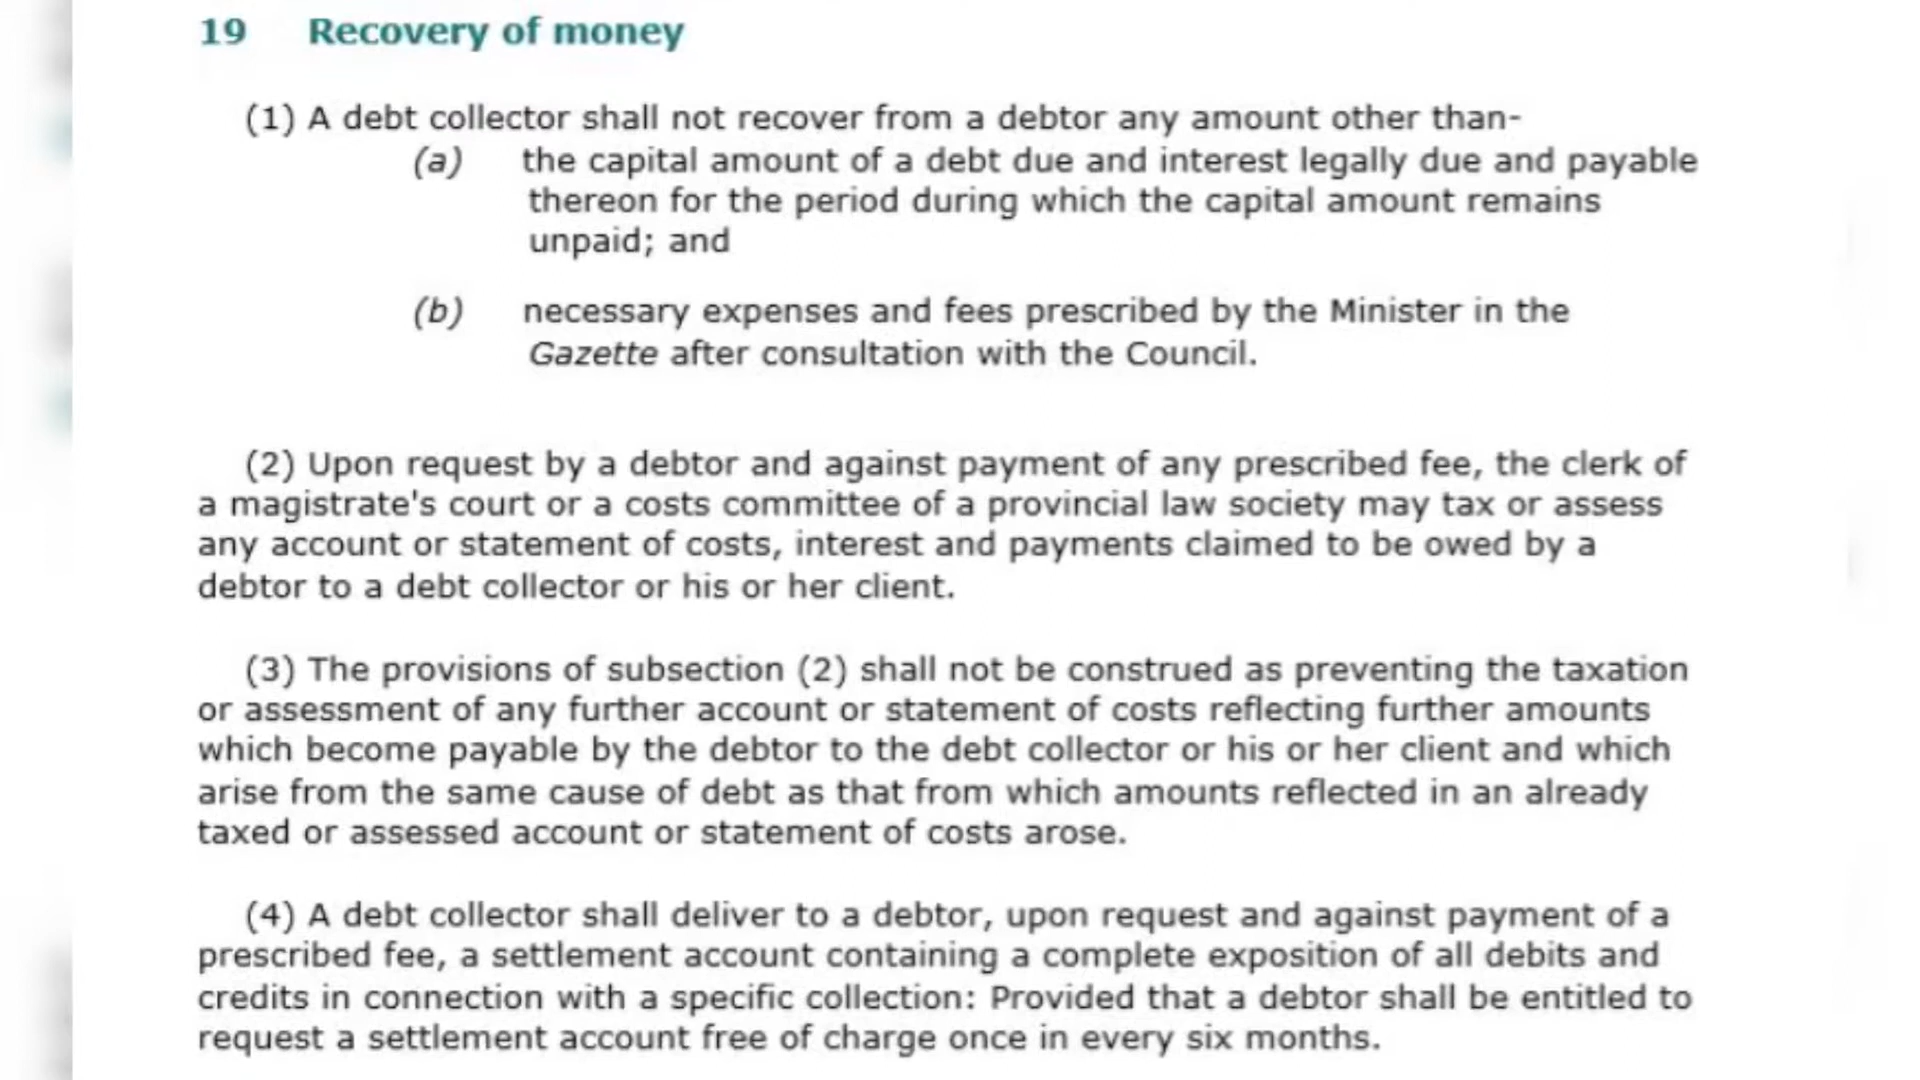 19 Recovery of money
(1) A debt collector shall not recover from a debtor any amount other than-
(a) the capital amount of a debt due and interest legally due and payable
thereon for the period during which the capital amount remains
unpaid; and
(b) necessary expenses and fees prescribed by the Minister in the
Gazette after consultation with the Council.
(2) Upon request by a debtor and against payment of any prescribed fee, the clerk of
a magistrate's court or a costs committee of a provincial law society may tax or assess
any account or statement of costs, interest and payments claimed to be owed by a
debtor to a debt collector or his or her client.
(3) The provisions of subsection (2) shall not be construed as preventing the taxation
or assessment of any further account or statement of costs reflecting further amounts
which become payable by the debtor to the debt collector or his or her client and which
arise from the same cause of debt as that from which amounts reflected in an already
taxed or assessed account or statement of costs arose.
(4) A debt collector shall deliver to a debtor, upon request and against payment of a
prescribed fee, a settlement account containing a complete exposition of all debits and
credits in connection with a specific collection: Provided that a debtor shall be entitled to
request a settlement account free of charge once in every six months.